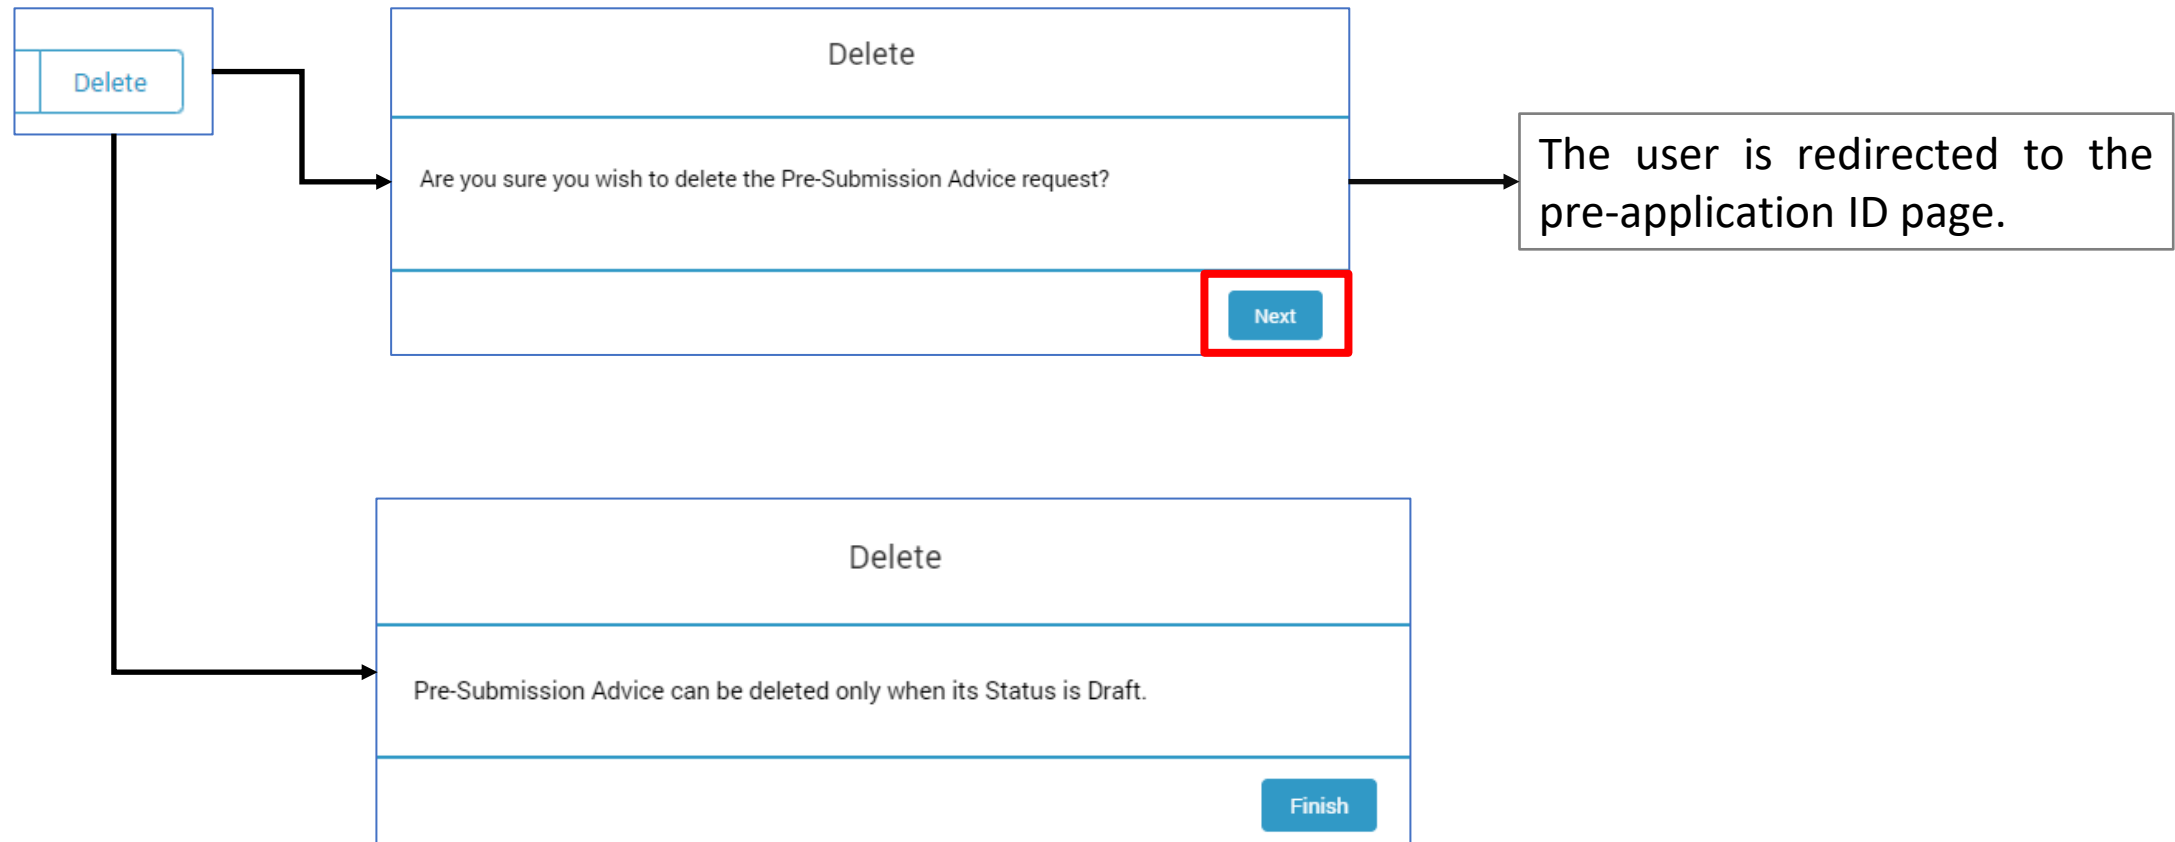 Delete
Delete
Are you sure you wish to delete the Pre-Submission Advice request?
Next
The user is redirected to the
pre-application ID page.
Delete
Pre-Submission Advice can be deleted only when its Status is Draft.
Finish